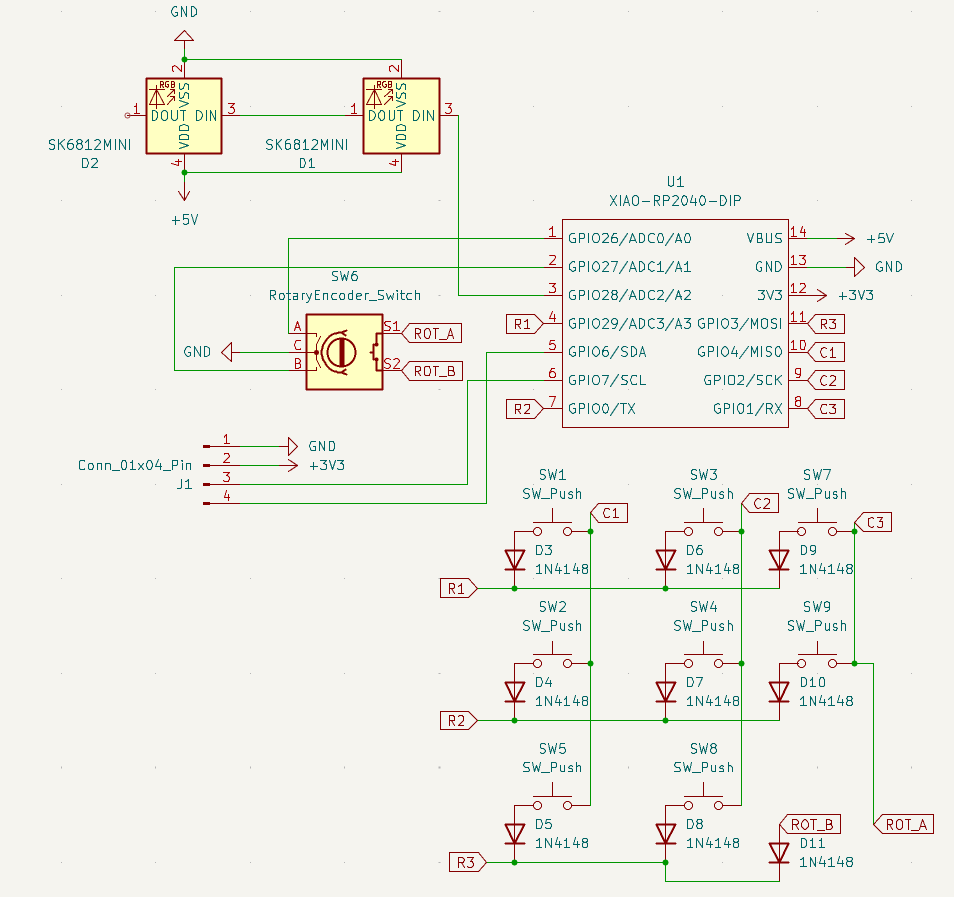 GND
2
2
RGB
RGB
1
DOUT
VSS
DIN
3
1
DOUT
VSS
DIN
3
VDD
VDD
SK6812MINI
D2
SK6812MINI
D1
4
4
+5V
U1
XIAO-RP2040-DIP
1
GPIO26/ADC0/A0
VBUS
14
+5V
2
GPIO27/ADC1/A1
GND
13
GND
3
GPIO28/ADC2/A2
3V3
12
+3V3
R1
4
GPIO29/ADC3/A3
GPIO3/MOSI
11
R3
5
GPIO6/SDA
GPIO4/MISO
10
C1
6
GPIO7/SCL
GPIO2/SCK
9
C2
R2
7
GPIO0/TX
GPIO1/RX
8
C3
SW6
RotaryEncoder_Switch
A
S1
ROT_A
GND
C
B
S2
ROT_B
1
GND
Conn_01x04_Pin
2
+3V3
J1
3
4
SW1
SW_Push
C1
D3
1N4148
SW3
SW_Push
C2
D6
1N4148
SW7
SW_Push
C3
D9
1N4148
R1
SW2
SW_Push
D4
1N4148
SW4
SW_Push
D7
1N4148
SW9
SW_Push
D10
1N4148
R2
SW5
SW_Push
D5
1N4148
SW8
SW_Push
D8
1N4148
ROT_B
ROT_A
D11
1N4148
R3